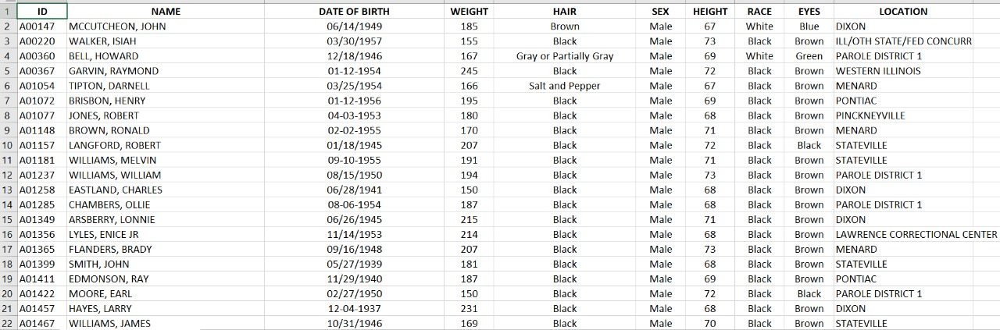 1 ID NAME DATE OF BIRTH WEIGHT HAIR SEX HEIGHT RACE EYES LOCATION
2 A00147 MCCUTCHEON, JOHN 06/14/1949 185 Brown Male 67 White Blue DIXON
3 A00220 WALKER, ISIAH 03/30/1957 155 Black Male 73 Black Brown ILL/OTH STATE/FED CONCURR
4 A00360 BELL, HOWARD 12/18/1946 167 Gray or Partially Gray Male 69 White Green PAROLE DISTRICT 1
5 A00367 GARVIN, RAYMOND 01-12-1954 245 Black Male 72 Black Brown WESTERN ILLINOIS
6 A01054 TIPTON, DARNELL 03/25/1954 166 Salt and Pepper Male 67 Black Brown MENARD
7 A01072 BRISBON, HENRY 01-12-1956 195 Black Male 69 Black Brown PONTIAC
8 A01077 JONES, ROBERT 04-03-1953 180 Black Male 68 Black Brown PINCKNEYVILLE
9 A01148 BROWN, RONALD 02-02-1955 170 Black Male 71 Black Brown MENARD
10 A01157 LANGFORD, ROBERT 01/18/1945 207 Black Male 72 Black Black STATEVILLE
11 A01181 WILLIAMS, MELVIN 09-10-1955 191 Black Male 71 Black Brown STATEVILLE
12 A01237 WILLIAMS, WILLIAM 08/15/1950 194 Black Male 73 Black Brown PAROLE DISTRICT 1
13 A01258 EASTLAND, CHARLES 06/28/1941 150 Black Male 68 Black Brown DIXON
14 A01285 CHAMBERS, OLLIE 08-06-1954 187 Black Male 68 Black Brown PAROLE DISTRICT 1
15 A01349 ARSBERRY, LONNIE 06/26/1945 215 Black Male 71 Black Brown DIXON
16 A01356 LYLES, ENICE JR 11/14/1953 214 Black Male 68 Black Brown LAWRENCE CORRECTIONAL CENTER
17 A01365 FLANDERS, BRADY 09/16/1948 207 Black Male 73 Black Brown MENARD
18 A01399 SMITH, JOHN 05/27/1939 181 Black Male 68 Black Brown STATEVILLE
19 A01411 EDMONSON, RAY 11/29/1940 187 Black Male 69 Black Brown PONTIAC
20 A01422 MOORE, EARL 02/27/1950 150 Black Male 72 Black Black PAROLE DISTRICT 1
21 A01457 HAYES, LARRY 12-04-1937 231 Black Male 68 Black Brown DIXON
22 A01467 WILLIAMS, JAMES 10/31/1946 169 Black Male 70 Black Brown STATEVILLE